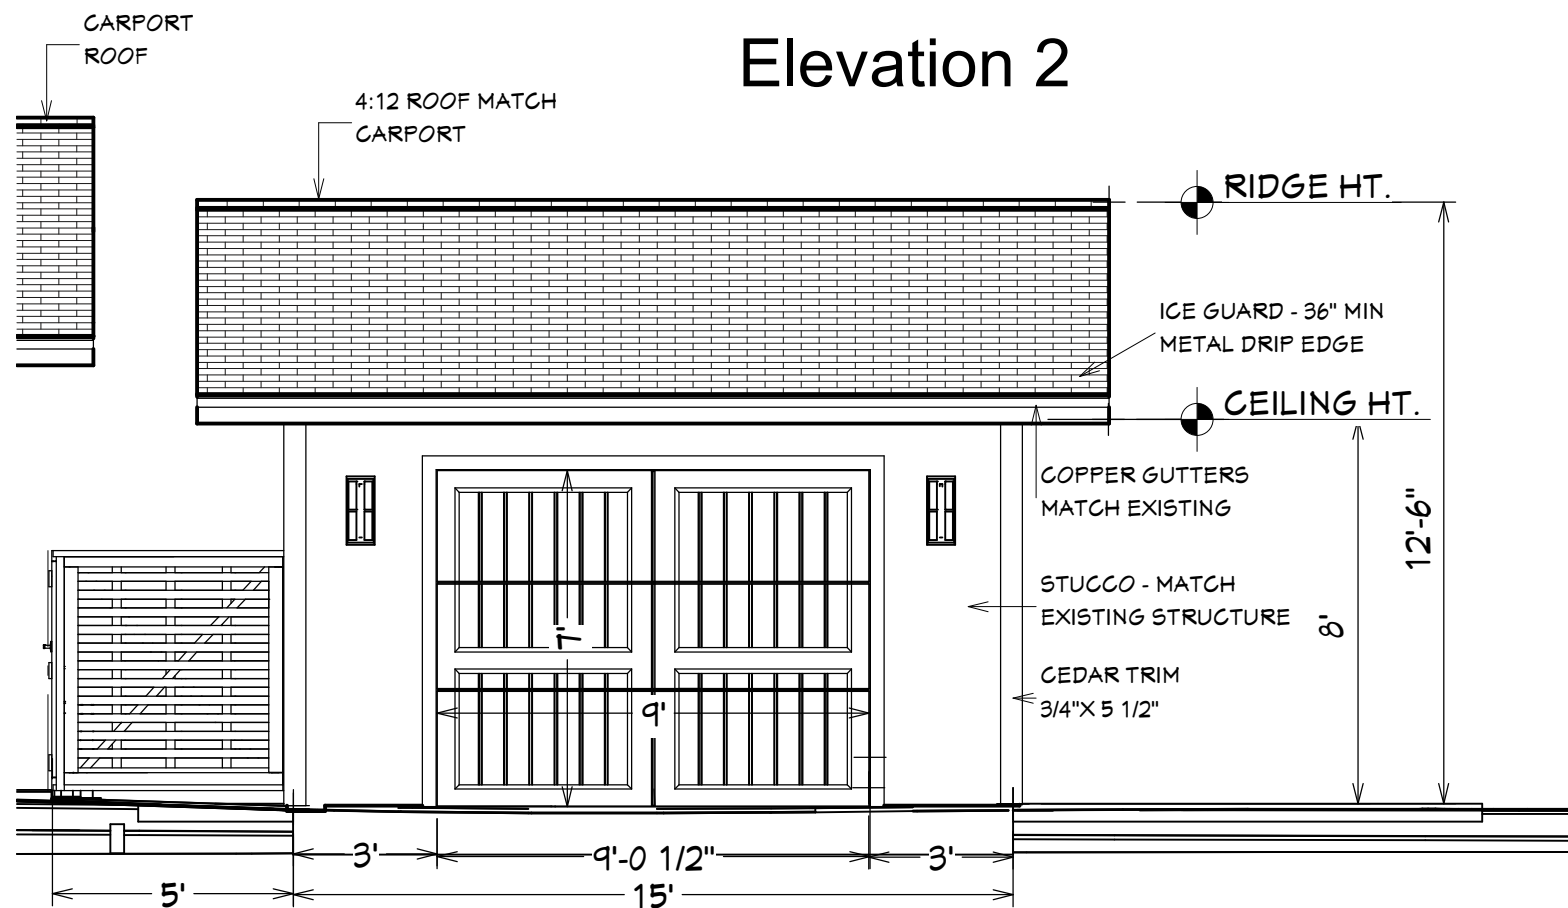 CARPORT
ROOF
Elevation 2
4:12 ROOF MATCH
CARPORT
RIDGE HT.
ICE GUARD - 36" MIN
METAL DRIP EDGE
CEILING HT.
COPPER GUTTERS
MATCH EXISTING
12'-6"
STUCCO - MATCH
EXISTING STRUCTURE
8'
7'
CEDAR TRIM
3/4"X 5 1/2"
9'
3'
9'-0 1/2"
3'
5'
15'